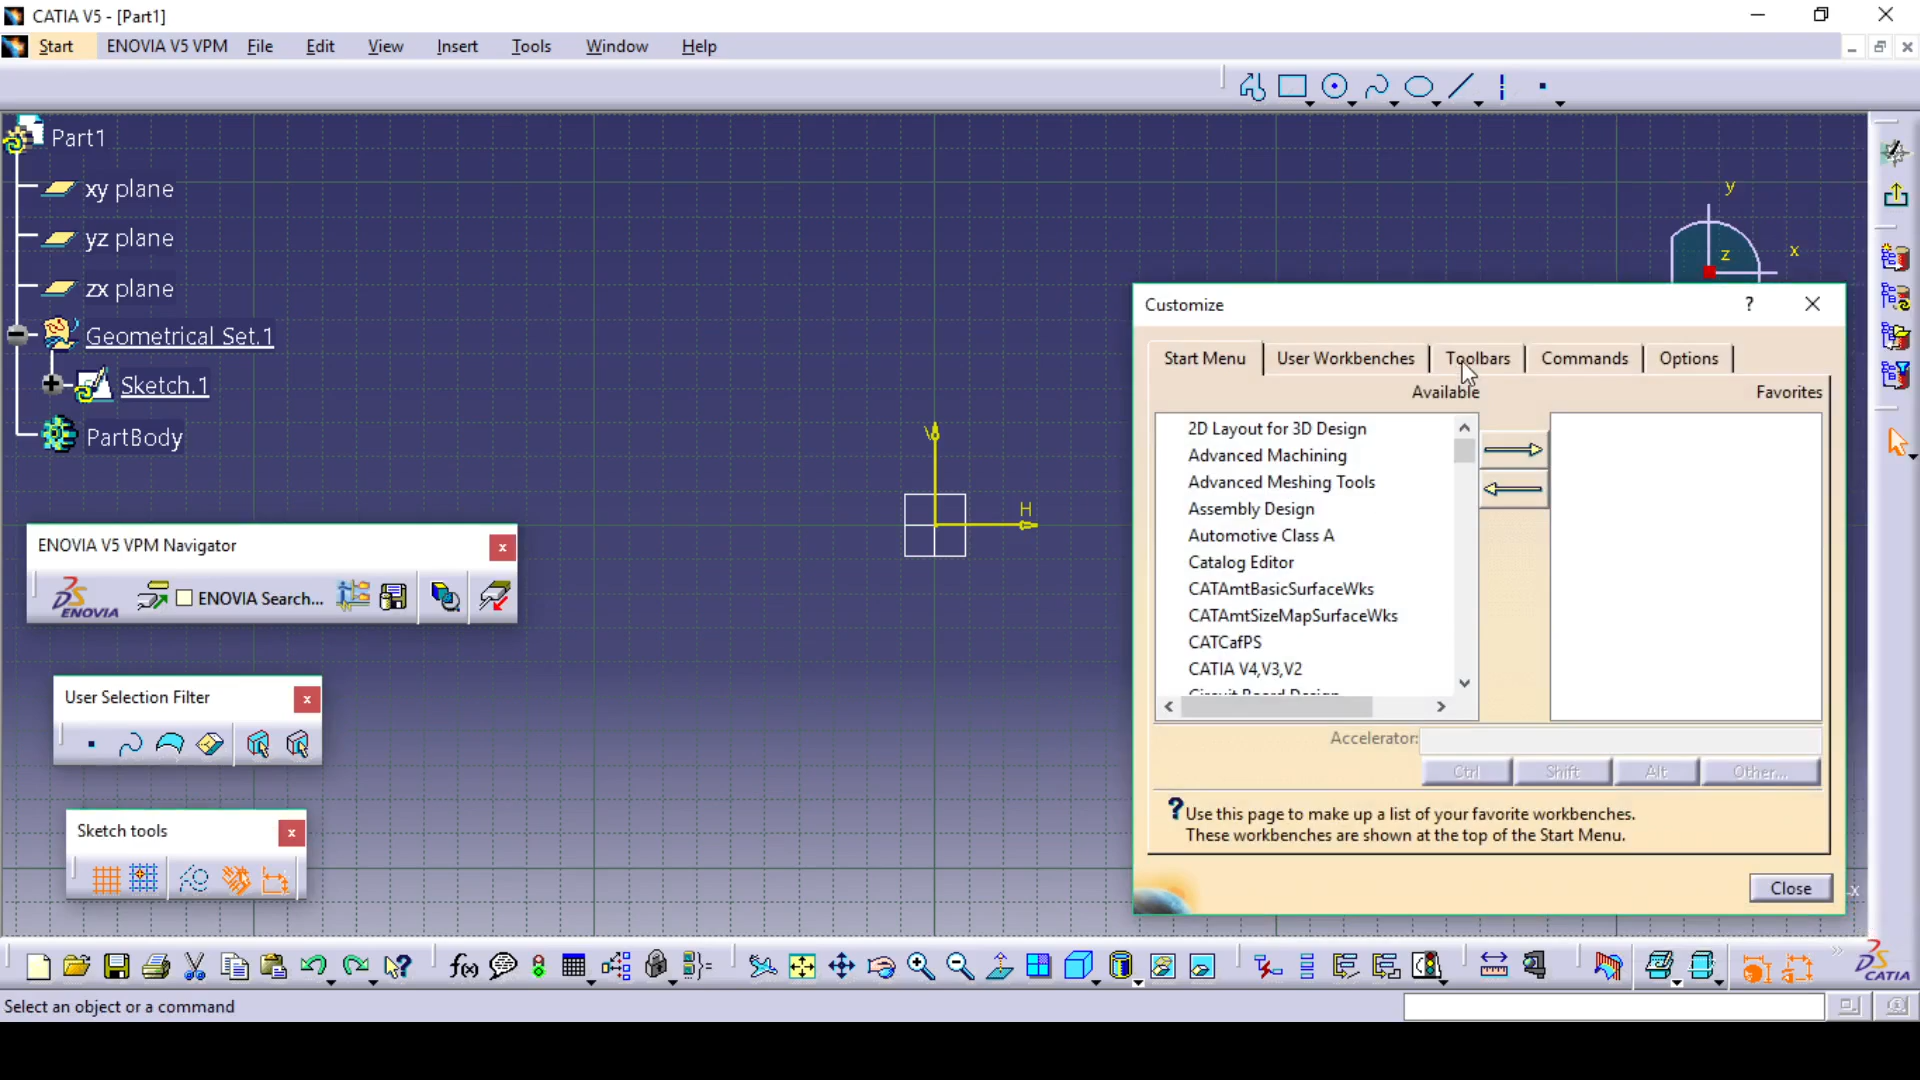 CATIA V5 - [Part1]
Start ENOVIA V5 VPM File Edit View Insert Tools Window Help
Part1
xy plane
yz plane
zx plane
Geometrical Set.1
Sketch.1
PartBody
y
x
z
V
H
Customize ?
Start Menu User Workbenches Toolbars Commands Options
Available Favorites
2D Layout for 3D Design
Advanced Machining
Advanced Meshing Tools
Assembly Design
Automotive Class A
Catalog Editor
CATAmtBasicSurfaceWks
CATAmtSizeMapSurfaceWks
CATCafPS
CATIA V4,V3,V2
Circuit Board Design
Accelerator:
Ctrl Shift Alt Other...
? Use this page to make up a list of your favorite workbenches.
These workbenches are shown at the top of the Start Menu.
Close
x
ENOVIA V5 VPM Navigator x
DS ENOVIA ENOVIA Search...
User Selection Filter x
Sketch tools x
f(x)
DS CATIA
Select an object or a command